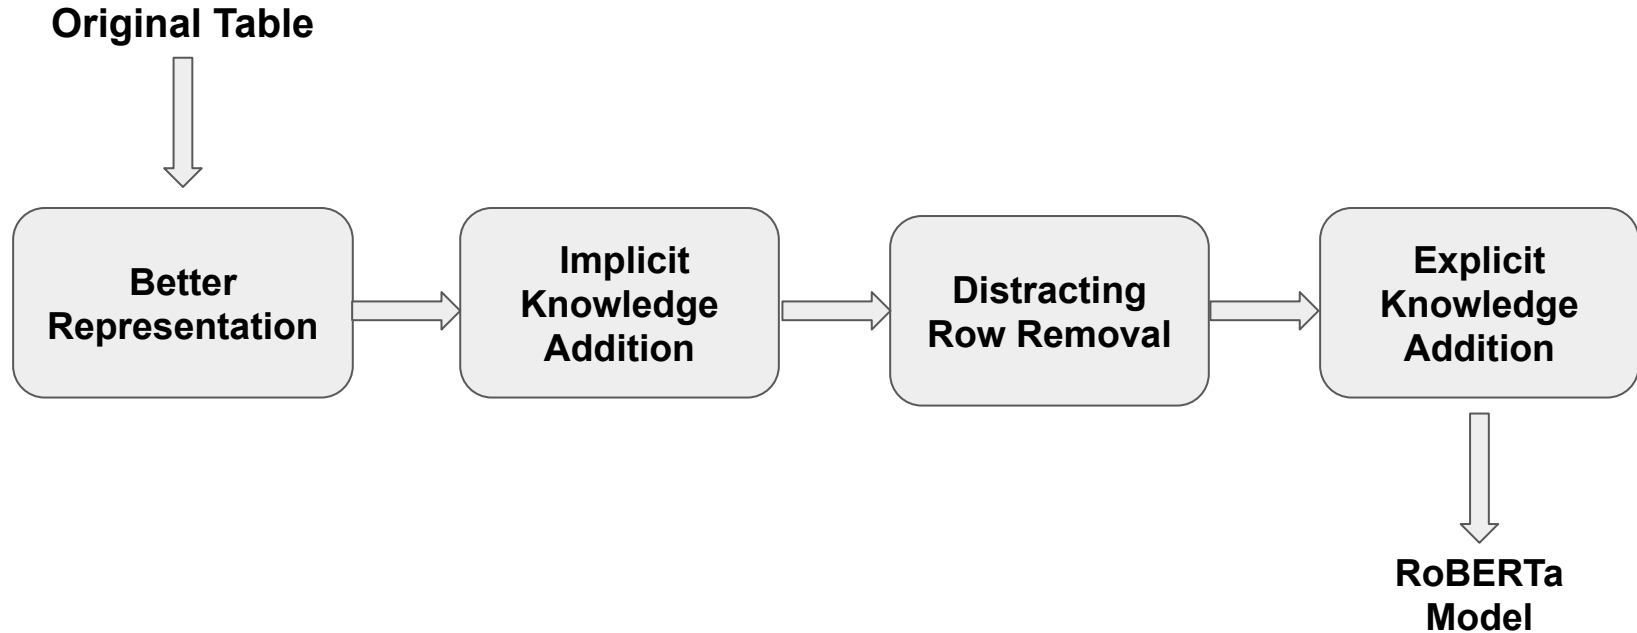 Original Table
Better
Representation
Implicit
Knowledge
Addition
Distracting
Row Removal
Explicit
Knowledge
Addition
RoBERTa
Model